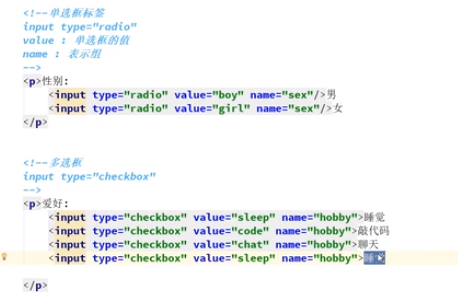 <!--单选框标签
input type="radio"
value : 单选框的值
name : 表示组
-->
<p>性别:
<input type="radio" value="boy" name="sex"/>男
<input type="radio" value="girl" name="sex"/>女
</p>
<!--多选框
input type="checkbox"
-->
<p>爱好:
<input type="checkbox" value="sleep" name="hobby">睡觉
<input type="checkbox" value="code" name="hobby">敲代码
<input type="checkbox" value="chat" name="hobby">聊天
<input type="checkbox" value="sleep" name="hobby">睡觉
</p>